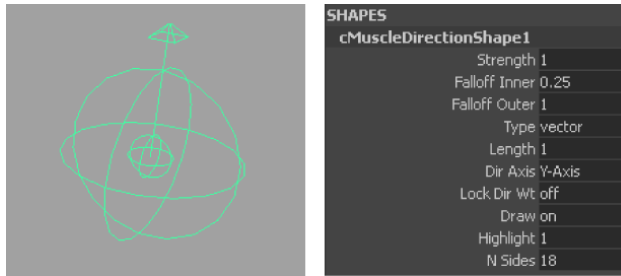 SHAPES
cMuscleDirectionShape1
Strength 1
Falloff Inner 0.25
Falloff Outer 1
Type vector
Length 1
Dir Axis Y-Axis
Lock Dir Wt off
Draw on
Highlight 1
N Sides 18